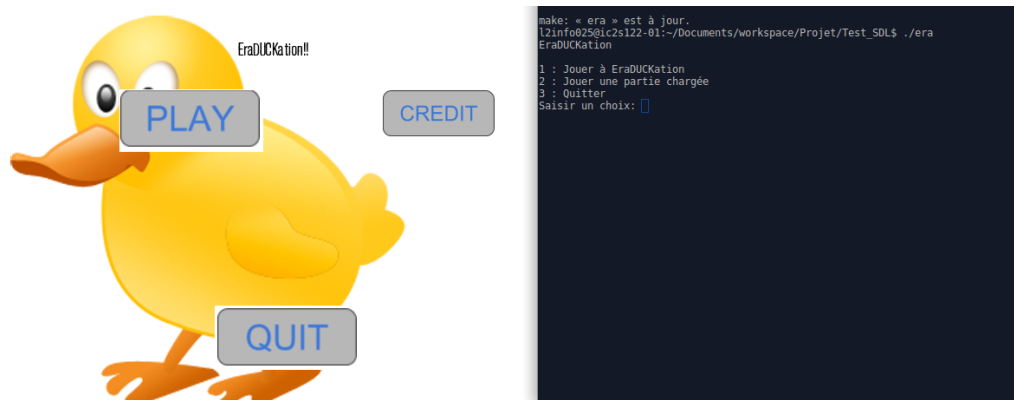 EraDUCKation!!
PLAY
CREDIT
QUIT
make: « era » est à jour.
l2info025@ic2s122-01:~/Documents/workspace/Projet/Test_SDL$ ./era
EraDUCKation
1 : Jouer à EraDUCKation
2 : Jouer une partie chargée
3 : Quitter
Saisir un choix: